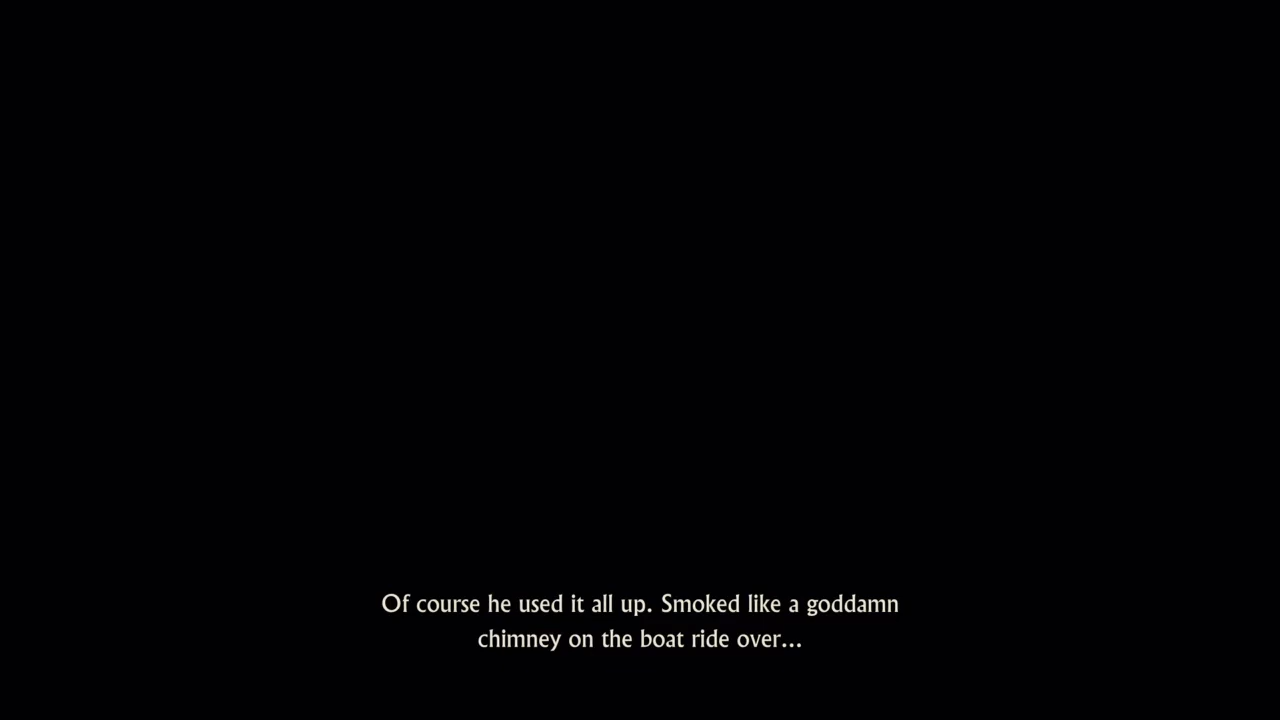 Of course he used it all up. Smoked like a goddamn
chimney on the boat ride over...